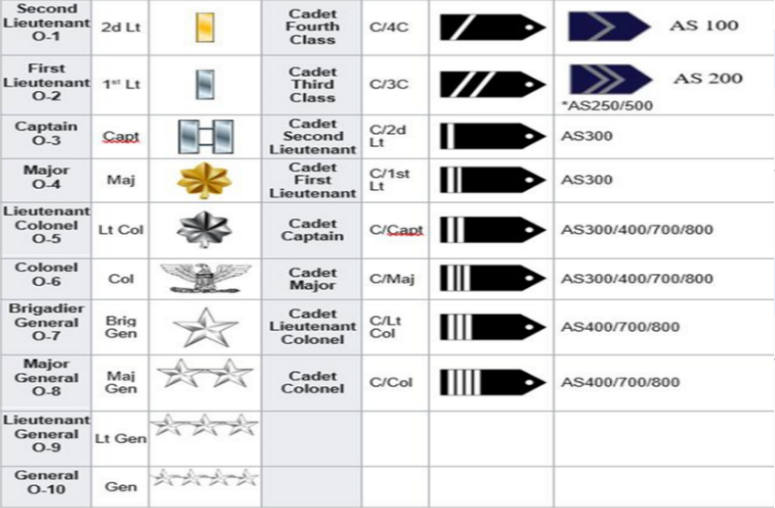 Second
Lieutenant
O-1
2d Lt
Cadet
Fourth
Class
C/4C
AS 100
First
Lieutenant
O-2
1st Lt
Cadet
Third
Class
C/3C
AS 200
*AS250/500
Captain
O-3
Capt
Cadet
Second
Lieutenant
C/2d
Lt
AS300
Major
O-4
Maj
Cadet
First
Lieutenant
C/1st
Lt
AS300
Lieutenant
Colonel
O-5
Lt Col
Cadet
Captain
C/Capt
AS300/400/700/800
Colonel
O-6
Col
Cadet
Major
C/Maj
AS300/400/700/800
Brigadier
General
O-7
Brig
Gen
Cadet
Lieutenant
Colonel
C/Lt
Col
AS400/700/800
Major
General
O-8
Maj
Gen
Cadet
Colonel
C/Col
AS400/700/800
Lieutenant
General
O-9
Lt Gen
General
O-10
Gen